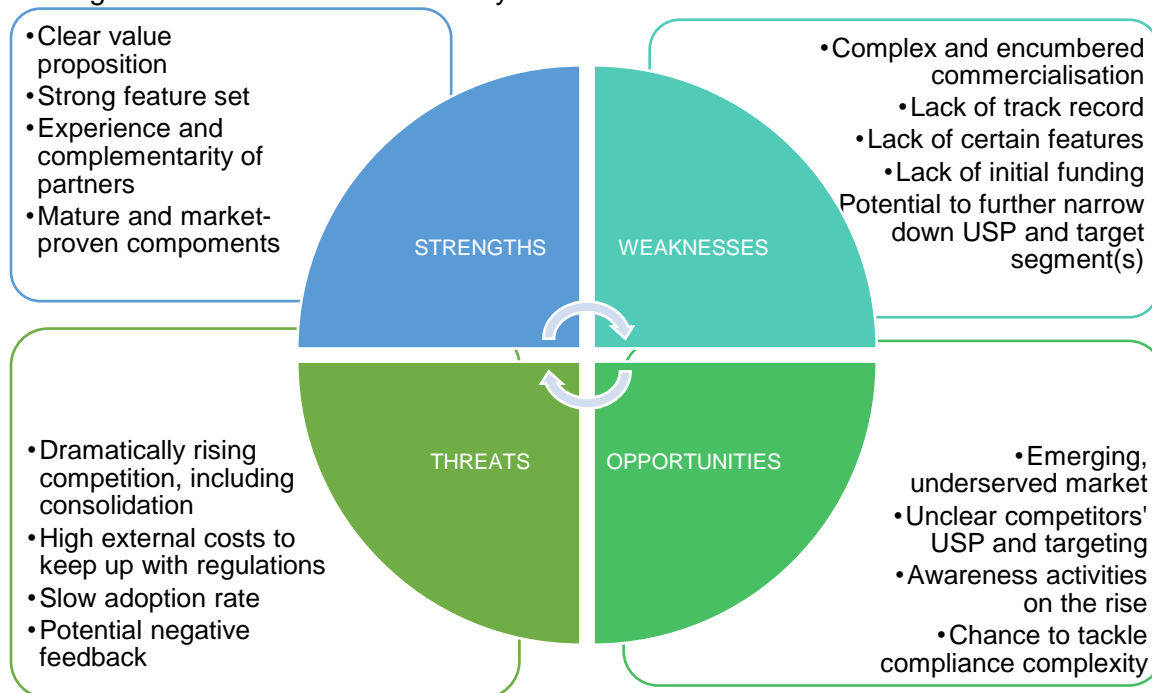 •Clear value
proposition
•Strong feature set
•Experience and
complementarity of
partners
•Mature and market-
proven compoments
•Complex and encumbered
commercialisation
•Lack of track record
•Lack of certain features
•Lack of initial funding
Potential to further narrow
down USP and target
segment(s)
STRENGTHS
WEAKNESSES
•Dramatically rising
competition, including
consolidation
•High external costs to
keep up with regulations
•Slow adoption rate
•Potential negative
feedback
THREATS
OPPORTUNITIES
•Emerging,
underserved market
•Unclear competitors'
USP and targeting
•Awareness activities
on the rise
•Chance to tackle
compliance complexity